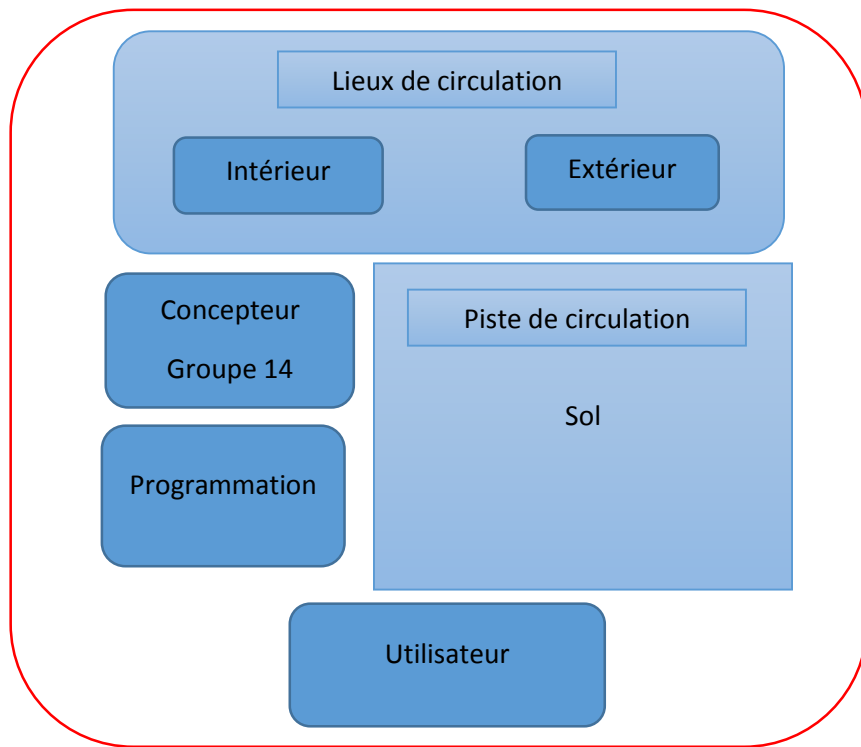 Lieux de circulation
Intérieur
Extérieur
Concepteur
Groupe 14
Piste de circulation
Sol
Programmation
Utilisateur